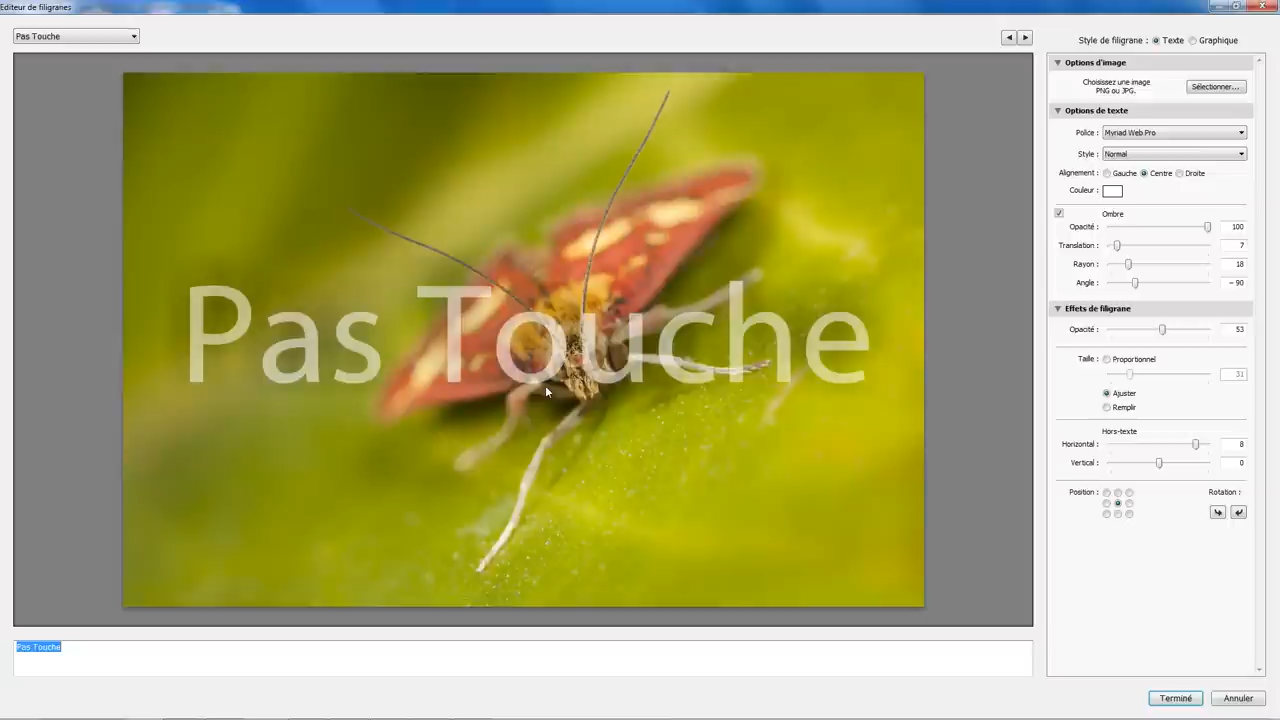 Editeur de filigranes
Pas Touche
Style de filigrane : Texte Graphique
Options d'image
Choisissez une image
PNG ou JPG.
Sélectionner...
Options de texte
Police : Myriad Web Pro
Style : Normal
Alignement : Gauche Centre Droite
Couleur :
Ombre
Opacité : 100
Translation : 7
Rayon : 18
Angle : - 90
Effets de filigrane
Opacité : 53
Taille : Proportionnel
31
Ajuster
Remplir
Hors-texte
Horizontal : 8
Vertical : 0
Position : Rotation :
Pas Touche
Pas Touche
Terminé Annuler